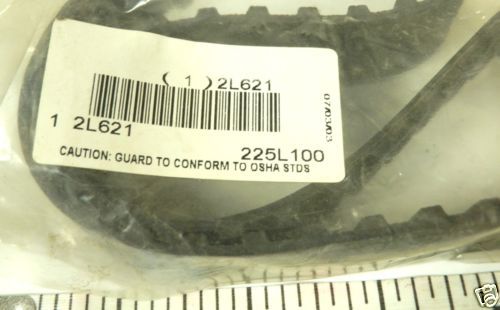 ( 1 ) 2L621
1 2L621
225L100
CAUTION: GUARD TO CONFORM TO OSHA STDS
07/03/03